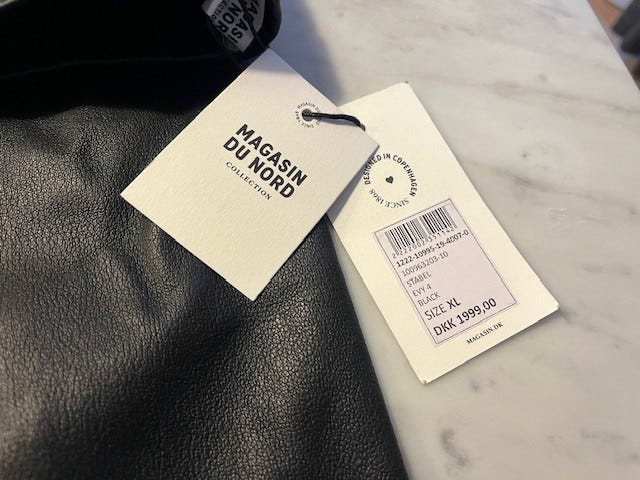 MAGASIN
DU NORD
COLLECTION
DESIGNED IN COPENHAGEN
SINCE 1868
1222-10995-19-4007-0
100963203-10
STABEL
EVY 4
BLACK
SIZE XL
DKK 1999,00
MAGASIN.DK